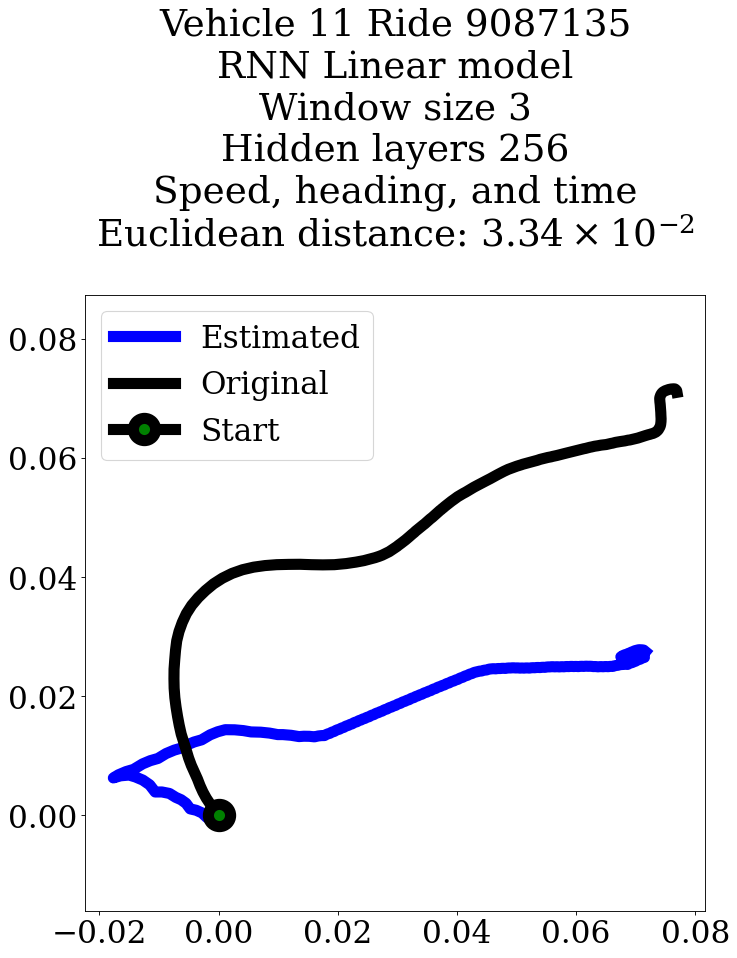 Vehicle 11 Ride 9087135
RNN Linear model
Window size 3
Hidden layers 256
Speed, heading, and time
Euclidean distance: 3.34 × 10⁻²
Estimated
Original
Start
0.08
0.06
0.04
0.02
0.00
−0.02 0.00 0.02 0.04 0.06 0.08